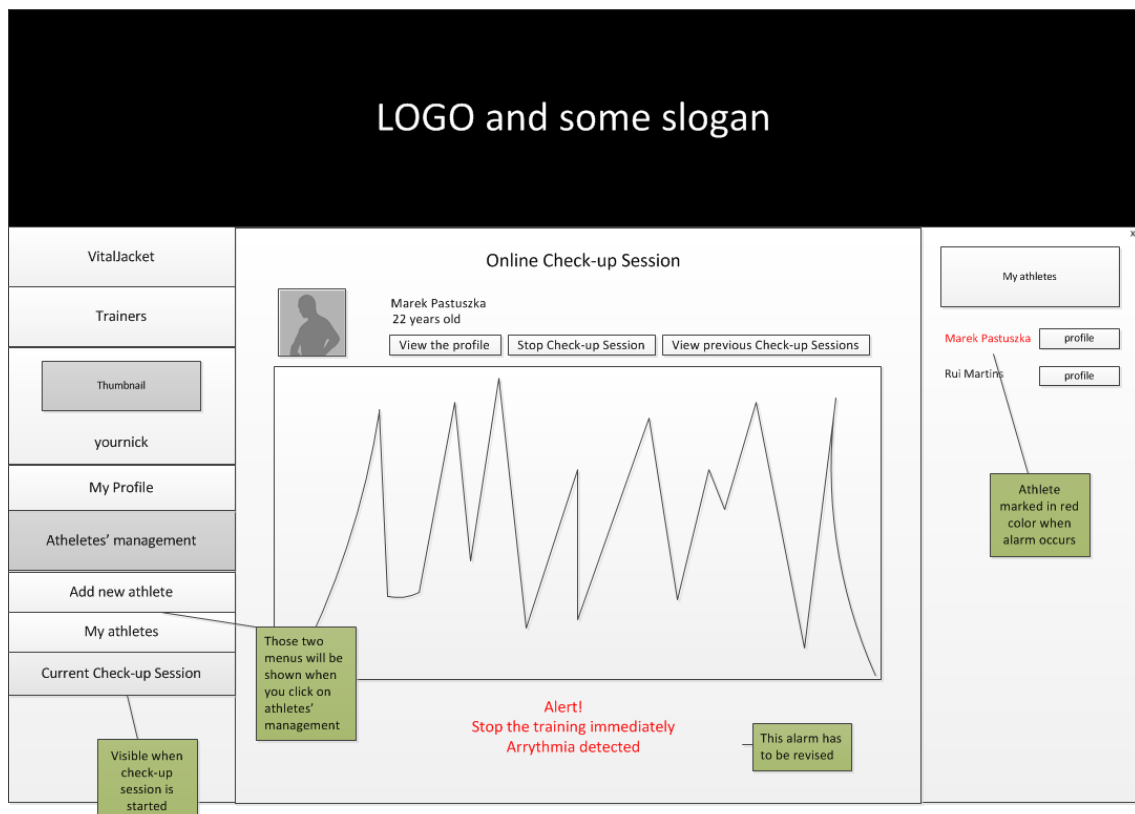 LOGO and some slogan
VitalJacket
Trainers
Thumbnail
yournick
My Profile
Atheletes' management
Add new athlete
My athletes
Current Check-up Session
Visible when
check-up
session is
started
Those two
menus will be
shown when
you click on
athletes'
management
Online Check-up Session
Marek Pastuszka
22 years old
View the profile
Stop Check-up Session
View previous Check-up Sessions
Alert!
Stop the training immediately
Arrythmia detected
This alarm has
to be revised
x
My athletes
Marek Pastuszka
profile
Rui Martins
profile
Athlete
marked in red
color when
alarm occurs